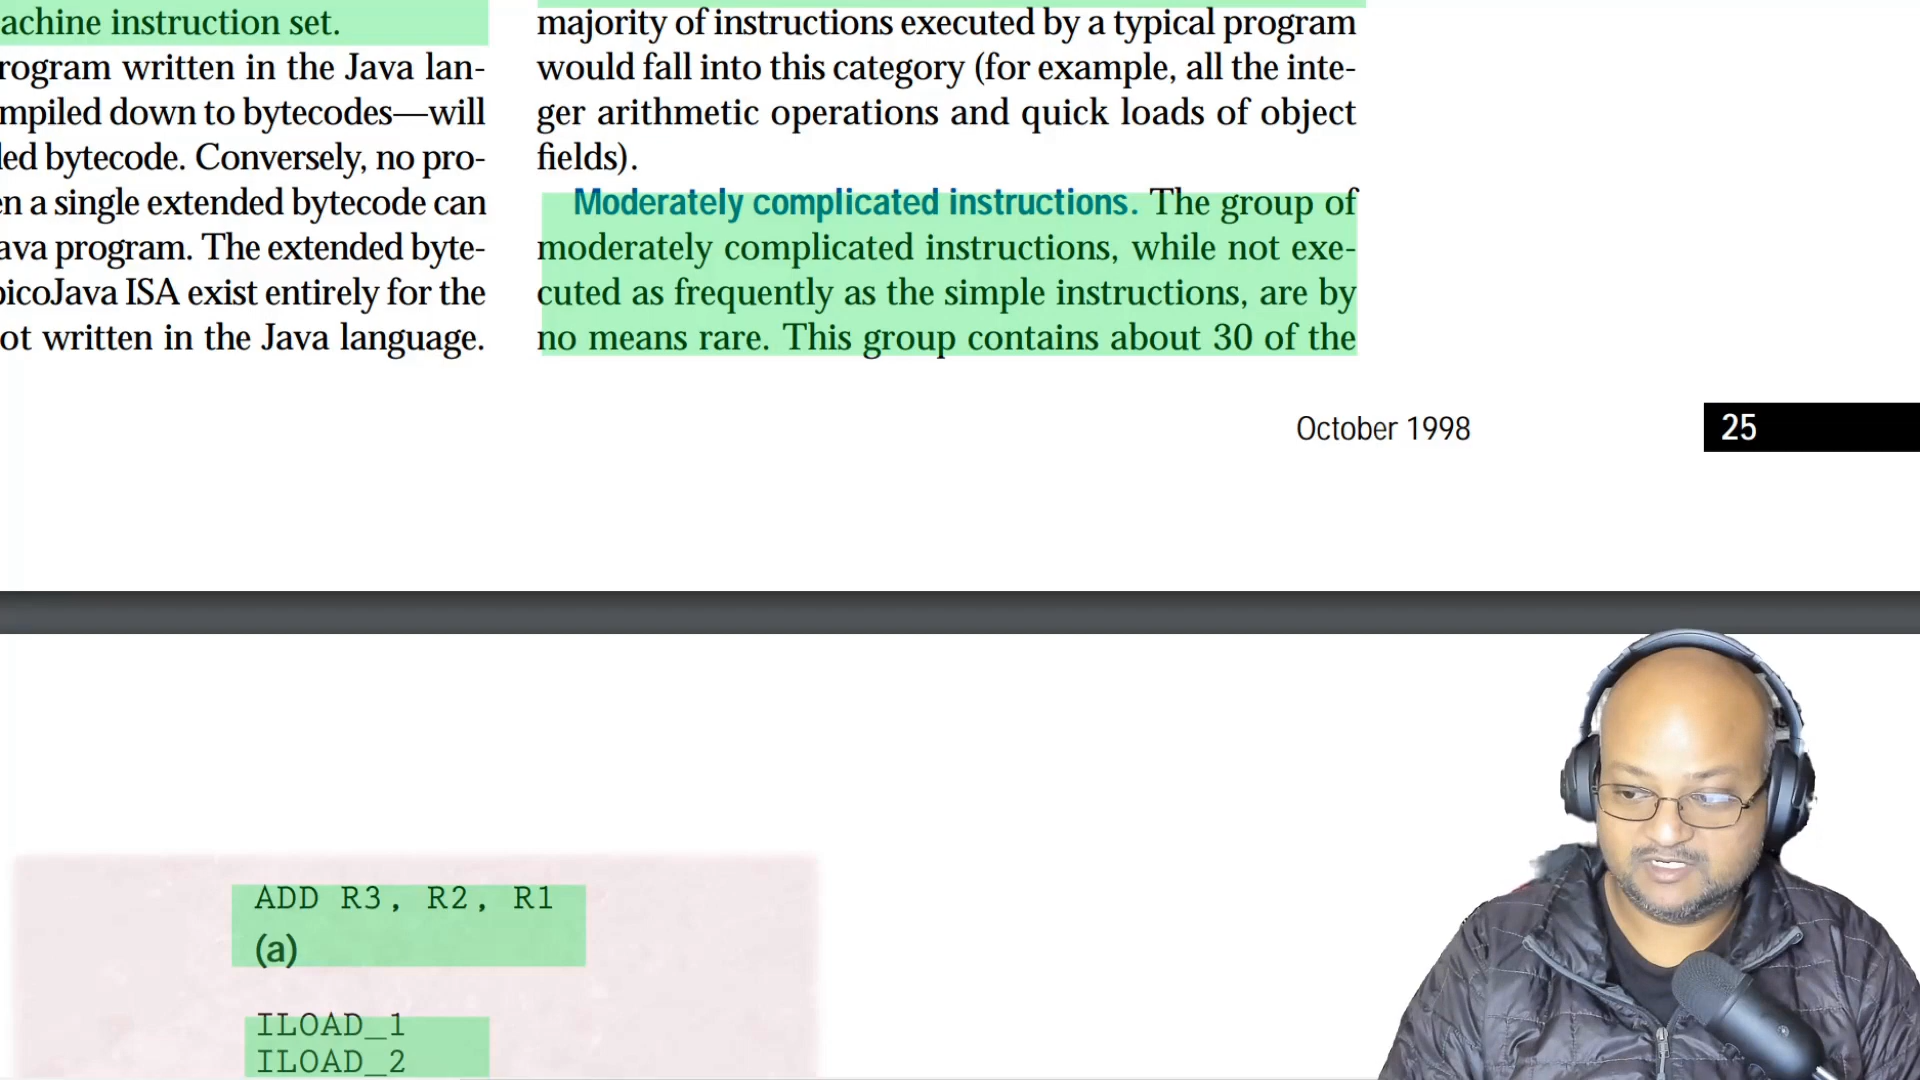 achine instruction set.
rogram written in the Java lan-
mpiled down to bytecodes—will
led bytecode. Conversely, no pro-
en a single extended bytecode can
ava program. The extended byte-
picoJava ISA exist entirely for the
ot written in the Java language.
majority of instructions executed by a typical program
would fall into this category (for example, all the inte-
ger arithmetic operations and quick loads of object
fields).
Moderately complicated instructions. The group of
moderately complicated instructions, while not exe-
cuted as frequently as the simple instructions, are by
no means rare. This group contains about 30 of the
October 1998
25
ADD R3, R2, R1
(a)
ILOAD_1
ILOAD_2